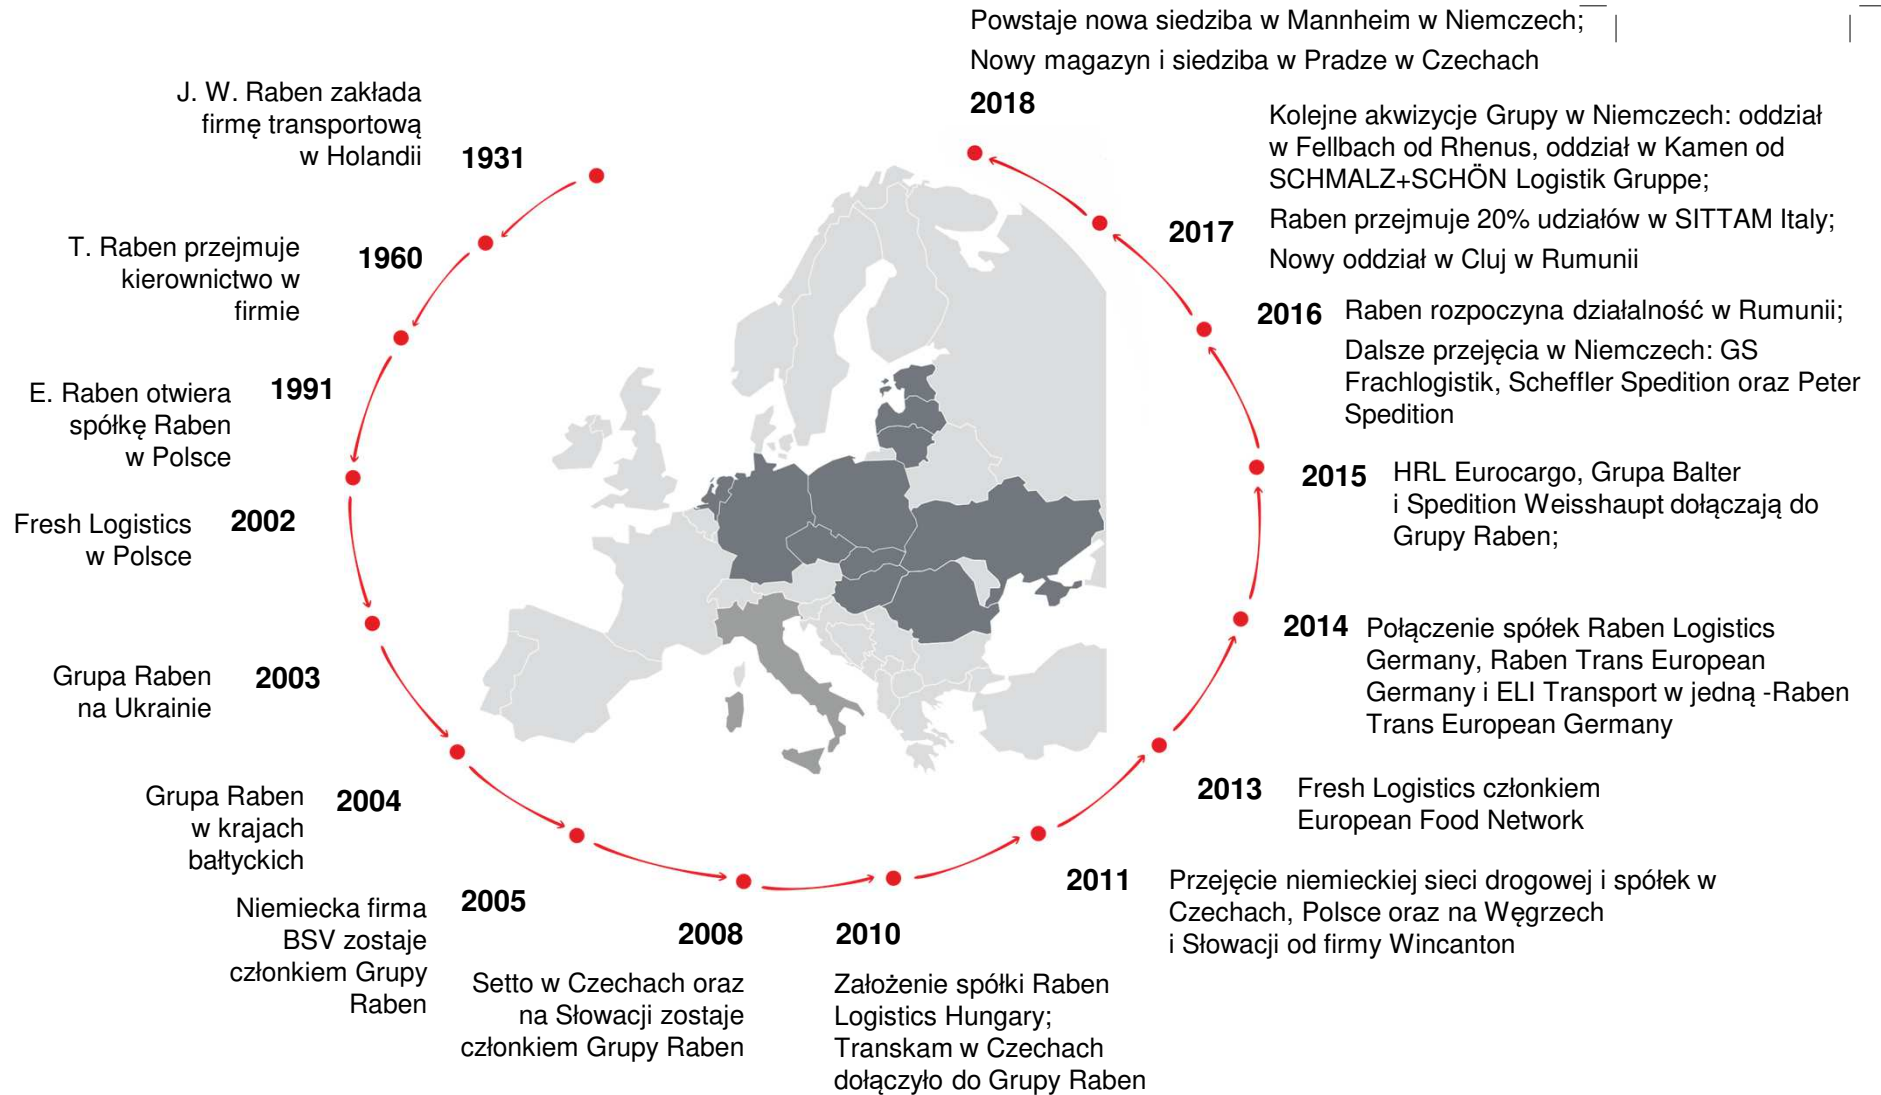 J. W. Raben zakłada
firmę transportową
w Holandii
1931
T. Raben przejmuje
kierownictwo w
firmie
1960
E. Raben otwiera
spółkę Raben
w Polsce
1991
Fresh Logistics
w Polsce
2002
Grupa Raben
na Ukrainie
2003
Grupa Raben
w krajach
bałtyckich
2004
Niemiecka firma
BSV zostaje
członkiem Grupy
Raben
2005
2008
Setto w Czechach oraz
na Słowacji zostaje
członkiem Grupy Raben
2010
Założenie spółki Raben
Logistics Hungary;
Transkam w Czechach
dołączyło do Grupy Raben
2011
Przejęcie niemieckiej sieci drogowej i spółek w
Czechach, Polsce oraz na Węgrzech
i Słowacji od firmy Wincanton
2013
Fresh Logistics członkiem
European Food Network
2014
Połączenie spółek Raben Logistics
Germany, Raben Trans European
Germany i ELI Transport w jedną -Raben
Trans European Germany
2015
HRL Eurocargo, Grupa Balter
i Spedition Weisshaupt dołączają do
Grupy Raben;
2016
Raben rozpoczyna działalność w Rumunii;
Dalsze przejęcia w Niemczech: GS
Frachlogistik, Scheffler Spedition oraz Peter
Spedition
2017
Kolejne akwizycje Grupy w Niemczech: oddział
w Fellbach od Rhenus, oddział w Kamen od
SCHMALZ+SCHÖN Logistik Gruppe;
Raben przejmuje 20% udziałów w SITTAM Italy;
Nowy oddział w Cluj w Rumunii
Powstaje nowa siedziba w Mannheim w Niemczech;
Nowy magazyn i siedziba w Pradze w Czechach
2018